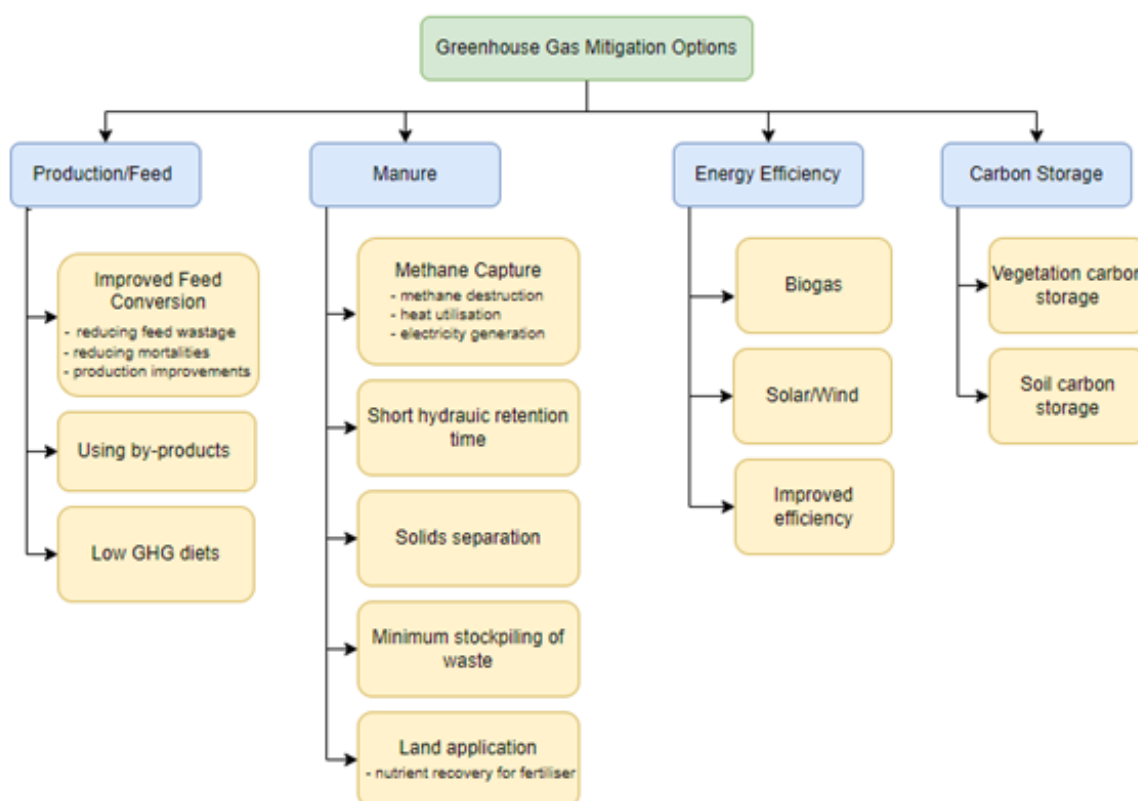 Greenhouse Gas Mitigation Options
Production/Feed
Improved Feed
Conversion
- reducing feed wastage
- reducing mortalities
- production improvements
Using by-products
Low GHG diets
Manure
Methane Capture
- methane destruction
- heat utilisation
- electricity generation
Short hydrauic retention
time
Solids separation
Minimum stockpiling of
waste
Land application
- nutrient recovery for fertiliser
Energy Efficiency
Biogas
Solar/Wind
Improved
efficiency
Carbon Storage
Vegetation carbon
storage
Soil carbon
storage